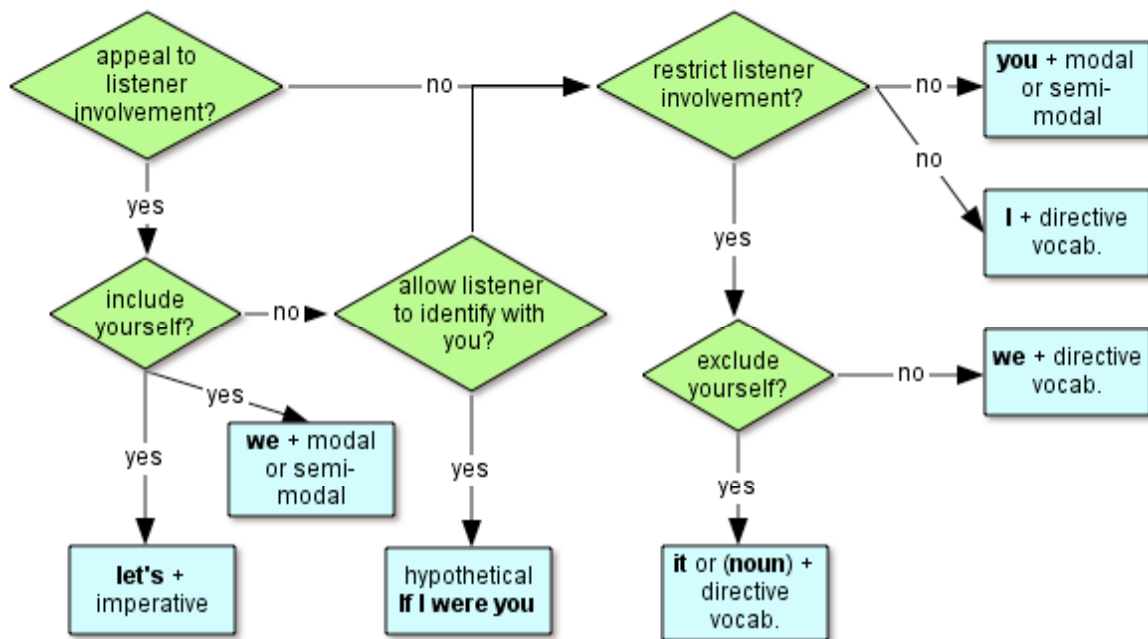 appeal to
listener
involvement?
no
restrict listener
involvement?
no
you + modal
or semi-
modal
no
I + directive
vocab.
yes
yes
include
yourself?
no
allow listener
to identify with
you?
exclude
yourself?
no
we + directive
vocab.
yes
yes
we + modal
or semi-
modal
yes
yes
let's +
imperative
hypothetical
If I were you
it or (noun) +
directive
vocab.